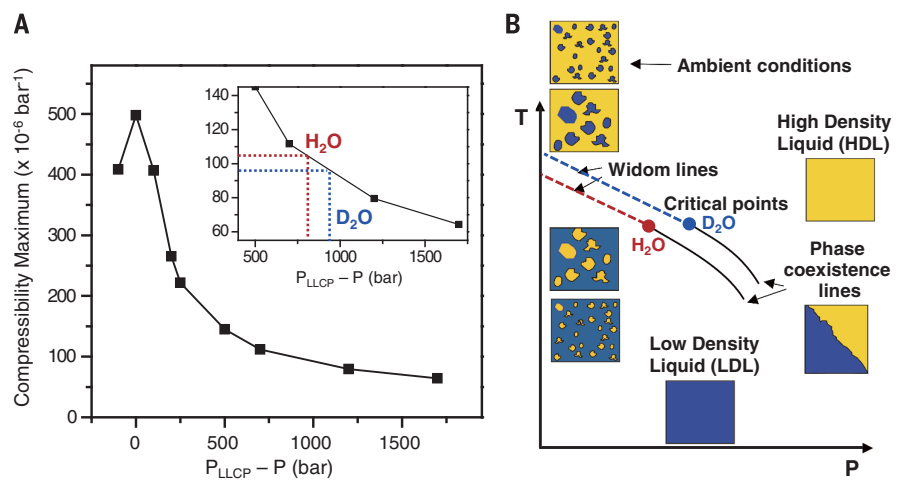 A
Compressibility Maximum (x 10⁻⁶ bar⁻¹)
500
400
300
200
100
0
0
500
1000
1500
P_LLCP – P (bar)
140
120
100
80
60
H₂O
D₂O
500
1000
1500
P_LLCP – P (bar)
B
Ambient conditions
T
High Density
Liquid (HDL)
Widom lines
Critical points
D₂O
H₂O
Phase
coexistence
lines
Low Density
Liquid (LDL)
P